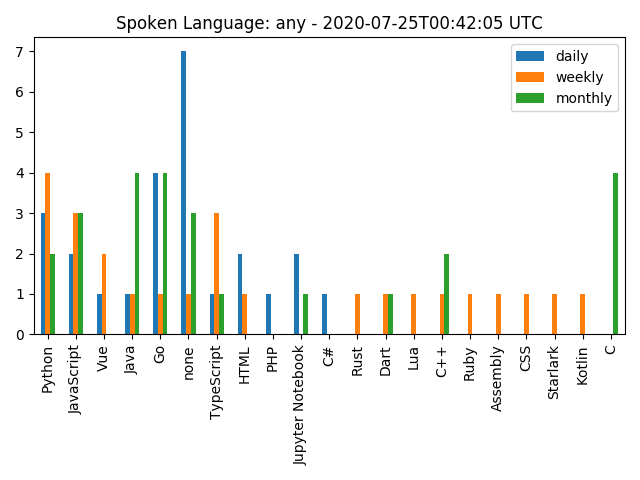 Spoken Language: any - 2020-07-25T00:42:05 UTC
daily
weekly
monthly
7
6
5
4
3
2
1
0
Python
JavaScript
Vue
Java
Go
none
TypeScript
HTML
PHP
Jupyter Notebook
C#
Rust
Dart
Lua
C++
Ruby
Assembly
CSS
Starlark
Kotlin
C